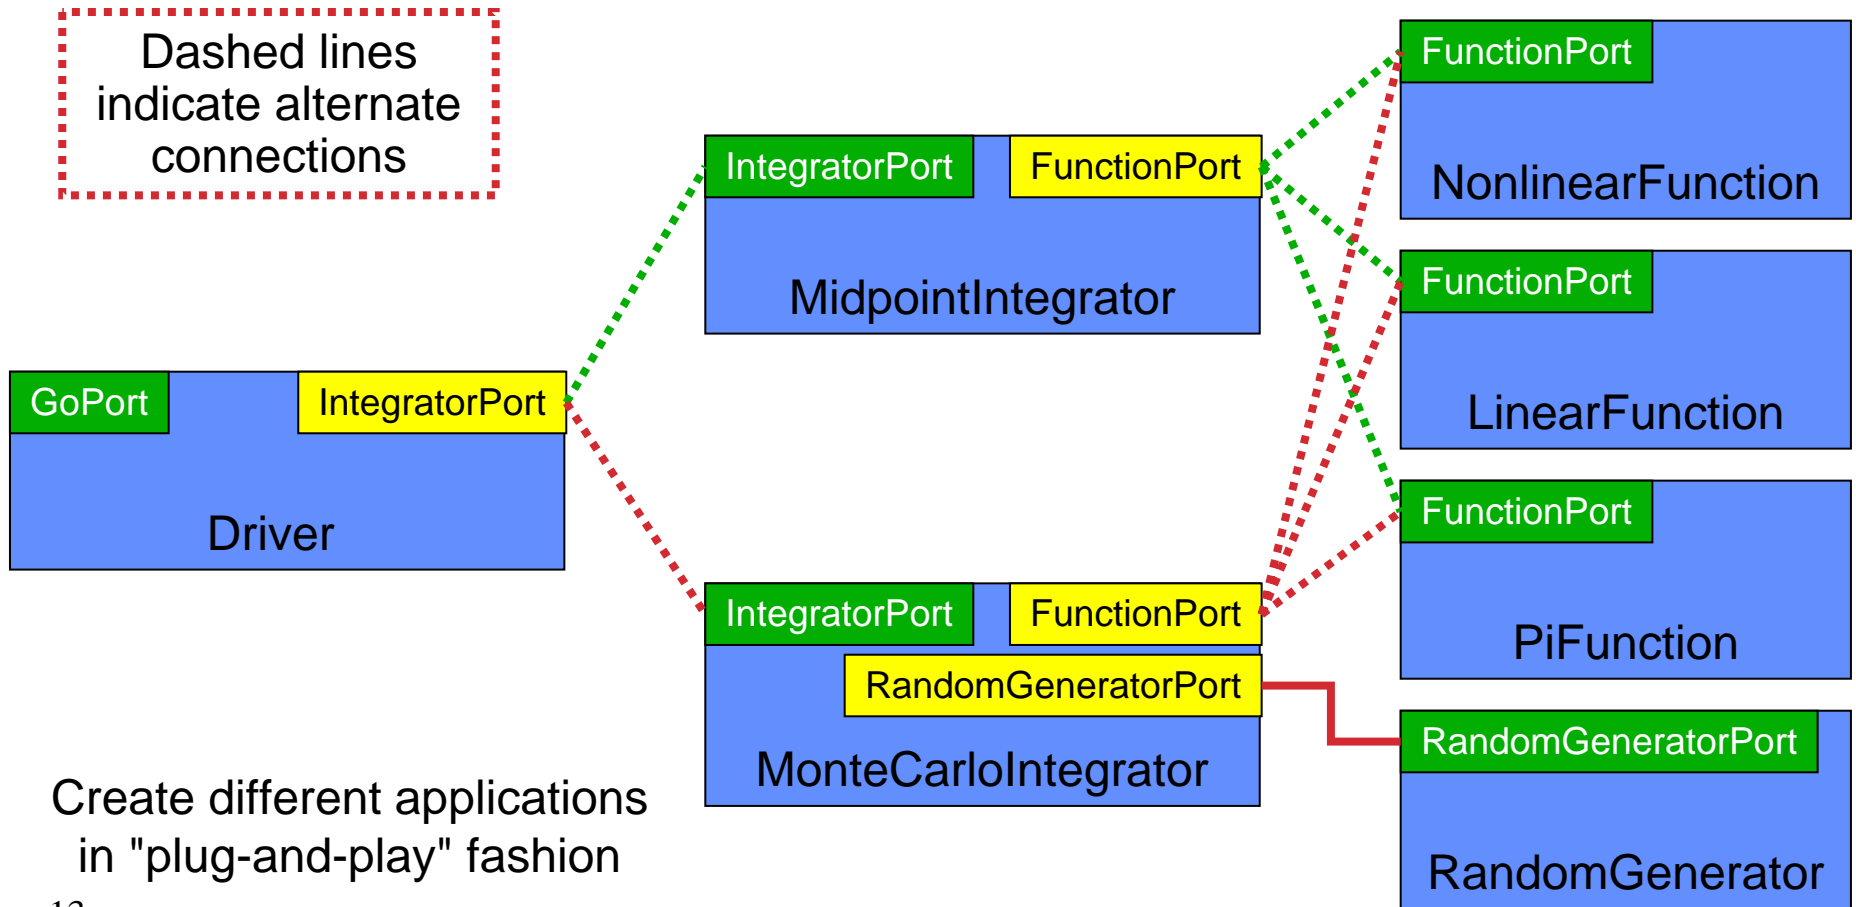 Dashed lines
indicate alternate
connections
GoPort
IntegratorPort
Driver
IntegratorPort
FunctionPort
MidpointIntegrator
IntegratorPort
FunctionPort
RandomGeneratorPort
MonteCarloIntegrator
FunctionPort
NonlinearFunction
FunctionPort
LinearFunction
FunctionPort
PiFunction
RandomGeneratorPort
RandomGenerator
Create different applications
in "plug-and-play" fashion